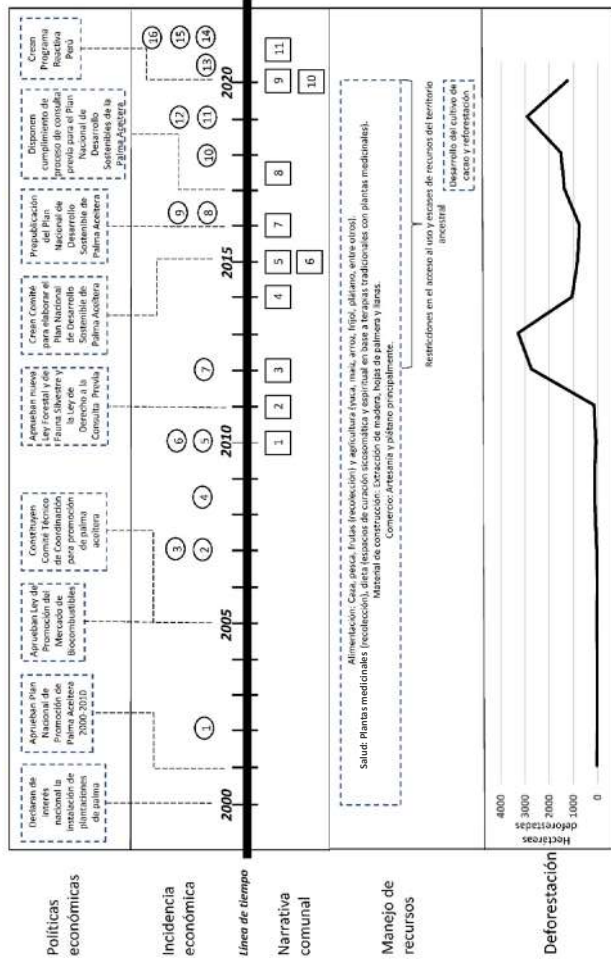 Políticas
económicas
Declaran de
interés
nacional la
instalación de
plantaciones
de palma
Aprueban Plan
Nacional de
Promoción de
Palma Aceitera
2000-2010
Aprueban Ley de
Promoción del
Mercado de
Biocombustibles
Constituyen
Comité Técnico
de Coordinación
para promoción
de palma
aceitera
Aprueban nueva
Ley Forestal y de
Fauna Silvestre y
la Ley de
Derecho a la
Consulta Previa
Crean Comité
para elaborar el
Plan Nacional
de Desarrollo
Sostenible de
Palma Aceitera
Prepublicación
del Plan
Nacional de
Desarrollo
Sostenible de
Palma Aceitera
Disponen
cumplimiento de
proceso de consulta
previa para el Plan
Nacional de
Desarrollo
Sostenibles de la
Palma Aceitera
Crean
Programa
Reactiva
Perú
Incidencia
económica
1
3
2
4
6
5
7
9
8
10
12
11
13
16
15
14
Línea de tiempo
2000
2005
2010
2015
2020
Narrativa
comunal
1
2
3
4
5
6
7
8
9
10
11
Manejo de
recursos
Alimentación: Caza, pesca, frutas (recolección) y agricultura (yuca, maíz, arroz, frijol, plátano, entre otros).
Salud: Plantas medicinales (recolección), dieta (espacios de curación sicosomática y espiritual en base a terapias tradicionales con plantas medicinales).
Material de construcción: Extracción de madera, hojas de palmera y lianas.
Comercio: Artesanía y plátano principalmente.
Restricciones en el acceso al uso y escases de recursos del territorio
ancestral
Desarrollo del cultivo de
cacao y reforestación
Deforestación
Hectáreas
deforestadas
4000
3000
2000
1000
0